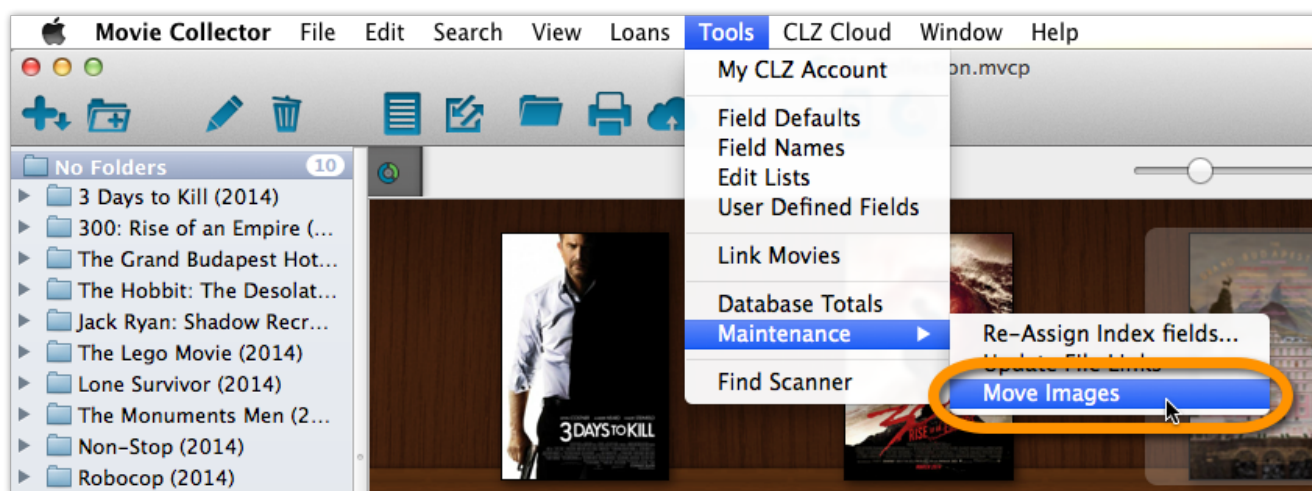 Movie Collector File Edit Search View Loans Tools CLZ Cloud Window Help
My CLZ Account
on.mvcp
Field Defaults
Field Names
Edit Lists
User Defined Fields
Link Movies
Database Totals
Maintenance
Find Scanner
Re-Assign Index fields...
Update File Links
Move Images
No Folders 10
3 Days to Kill (2014)
300: Rise of an Empire (...
The Grand Budapest Hot...
The Hobbit: The Desolat...
Jack Ryan: Shadow Recr...
The Lego Movie (2014)
Lone Survivor (2014)
The Monuments Men (2...
Non-Stop (2014)
Robocop (2014)
3 DAYS TO KILL